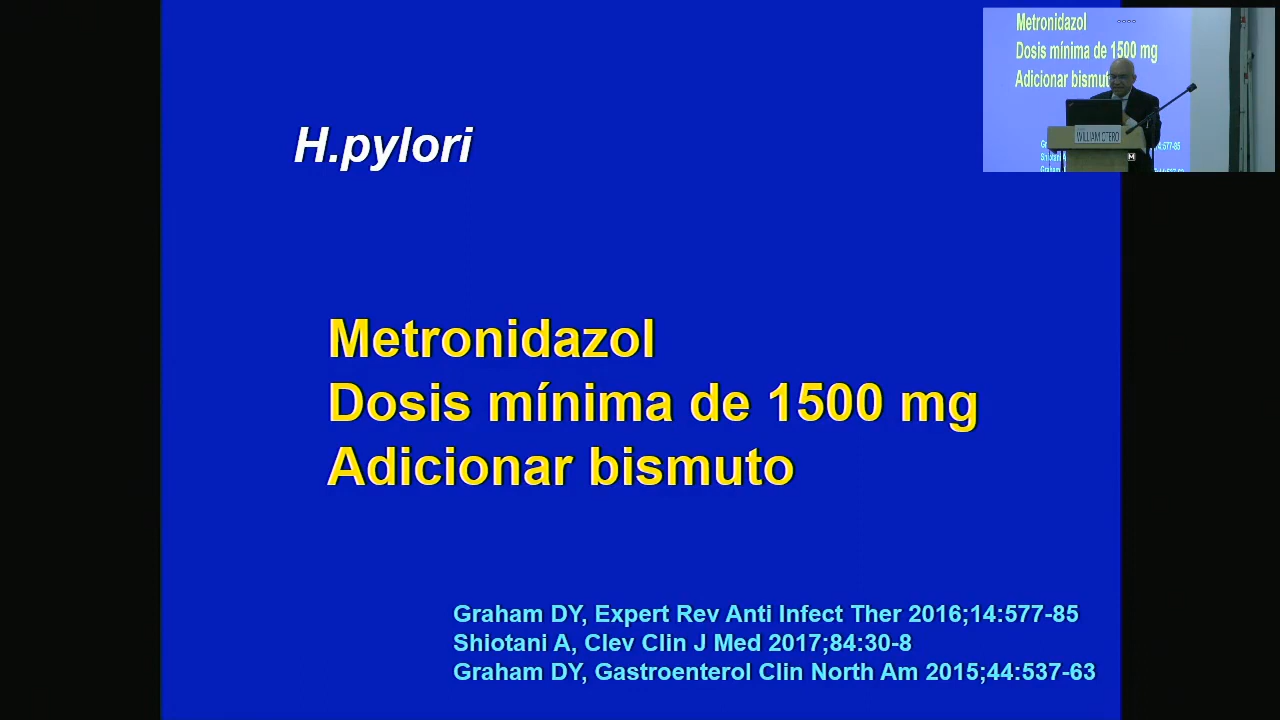 H.pylori
Metronidazol
Dosis mínima de 1500 mg
Adicionar bismuto
Graham DY, Expert Rev Anti Infect Ther 2016;14:577-85
Shiotani A, Clev Clin J Med 2017;84:30-8
Graham DY, Gastroenterol Clin North Am 2015;44:537-63
Metronidazol
Dosis mínima de 1500 mg
Adicionar bismut
WILLIAM OTERO